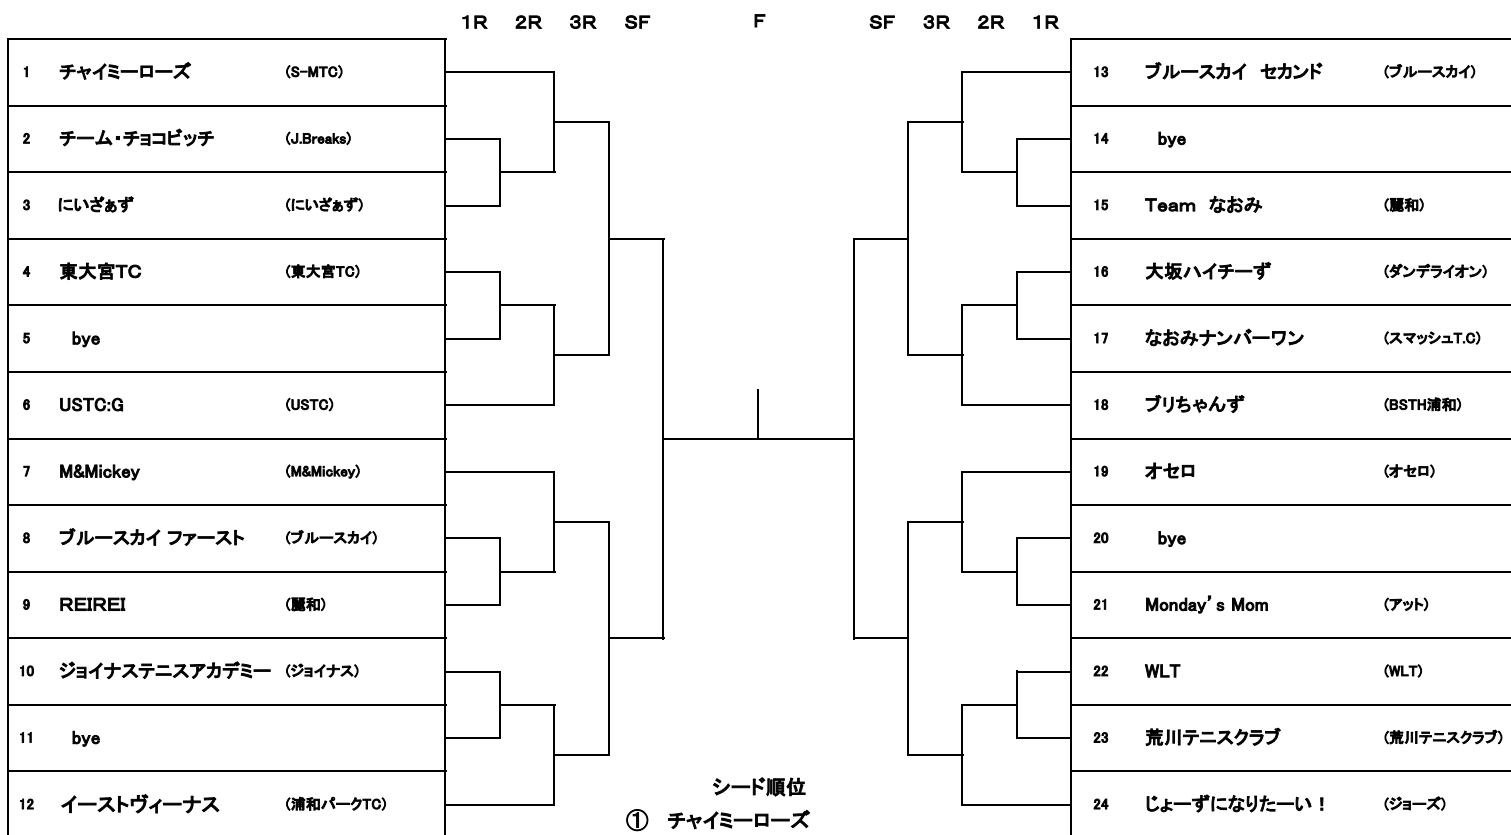 1R 2R 3R SF F SF 3R 2R 1R
1 チャイミーローズ (S-MTC)
2 チーム・チョコビッチ (J.Breaks)
3 にいざぁず (にいざぁず)
4 東大宮TC (東大宮TC)
5 bye
6 USTC:G (USTC)
7 M&Mickey (M&Mickey)
8 ブルースカイ ファースト (ブルースカイ)
9 REIREI (麗和)
10 ジョイナステニスアカデミー (ジョイナス)
11 bye
12 イーストヴィーナス (浦和パークTC)
13 ブルースカイ セカンド (ブルースカイ)
14 bye
15 Team なおみ (麗和)
16 大坂ハイチーず (ダンデライオン)
17 なおみナンバーワン (スマッシュT.C)
18 ブリちゃんず (BSTH浦和)
19 オセロ (オセロ)
20 bye
21 Monday's Mom (アット)
22 WLT (WLT)
23 荒川テニスクラブ (荒川テニスクラブ)
24 じょーずになりたーい！ (ジョーズ)
シード順位
① チャイミーローズ